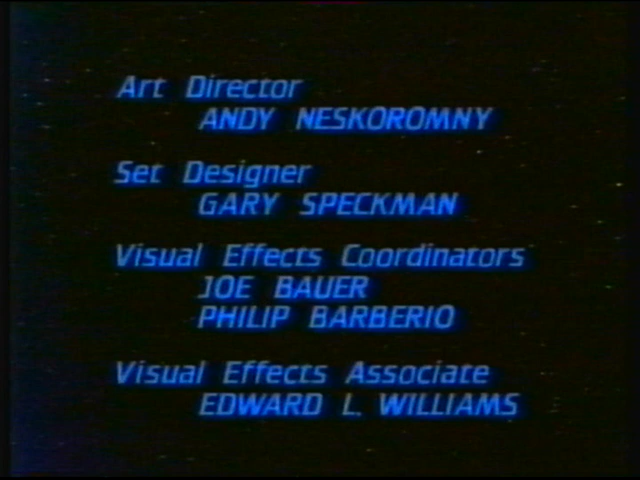 Art Director
ANDY NESKOROMNY
Set Designer
GARY SPECKMAN
Visual Effects Coordinators
JOE BAUER
PHILIP BARBERIO
Visual Effects Associate
EDWARD L. WILLIAMS